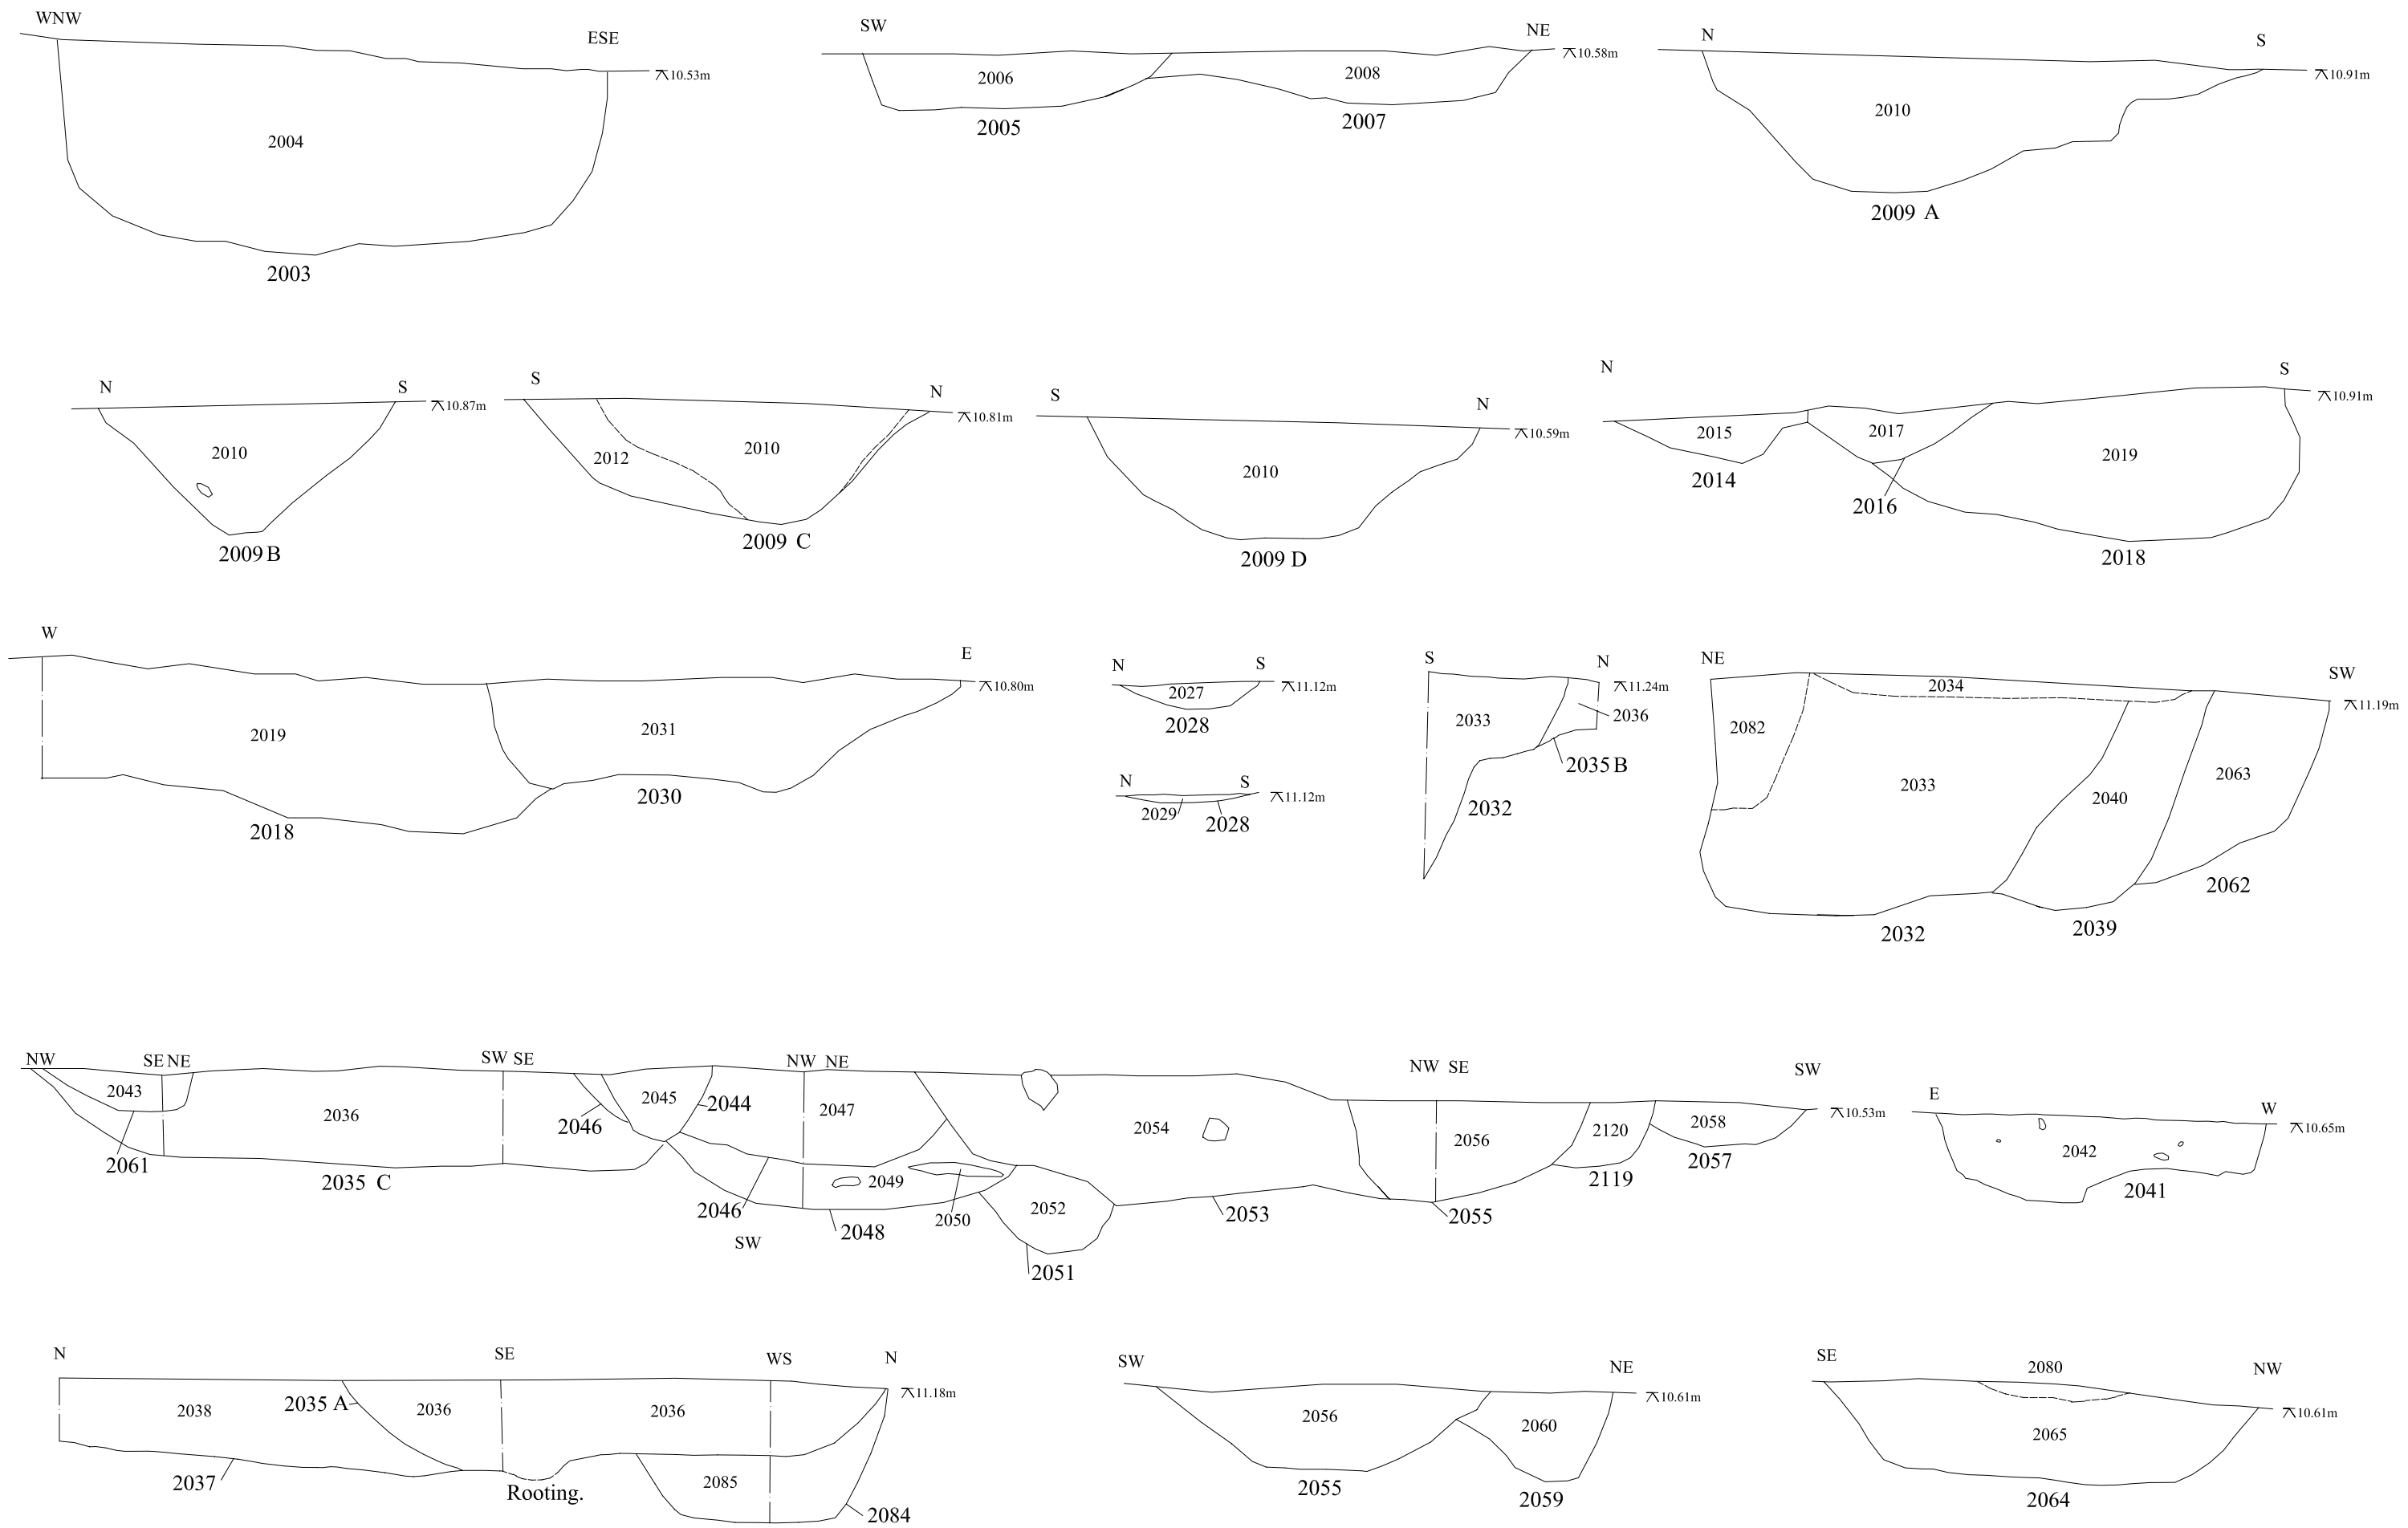 WNW
ESE
10.53m
2004
2003
SW
NE
10.58m
2006
2008
2005
2007
N
S
10.91m
2010
2009 A
N
S
10.87m
2010
2009 B
S
N
10.81m
2012
2010
2009 C
S
N
10.59m
2010
2009 D
N
S
10.91m
2015
2017
2019
2014
2016
2018
W
E
10.80m
2019
2031
2018
2030
N
S
11.12m
2027
2028
N
S
11.12m
2029
2028
S
N
11.24m
2033
2036
2035 B
2032
NE
SW
11.19m
2034
2082
2033
2040
2063
2032
2039
2062
NW
SE NE
SW SE
NW NE
NW SE
SW
10.53m
2043
2036
2045
2044
2047
2054
2056
2120
2058
2046
2061
2035 C
2046
2049
2050
2052
2048
SW
2051
2053
2055
2119
2057
E
W
10.65m
2042
2041
N
SE
WS
N
11.18m
2038
2035 A
2036
2036
2037
Rooting.
2085
2084
SW
NE
10.61m
2056
2060
2055
2059
SE
2080
NW
10.61m
2065
2064